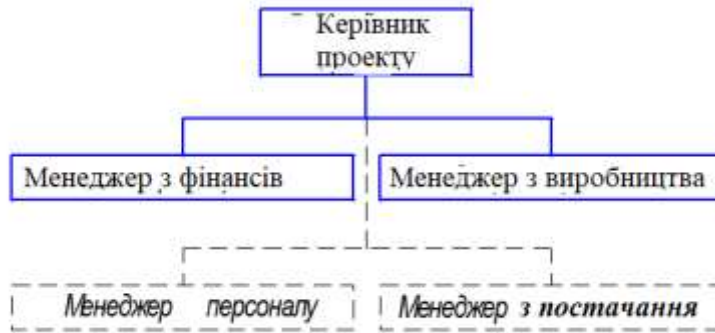 Керівник
проекту
Менеджер з фінансів
Менеджер з виробництва
Менеджер персоналу
Менеджер з постачання